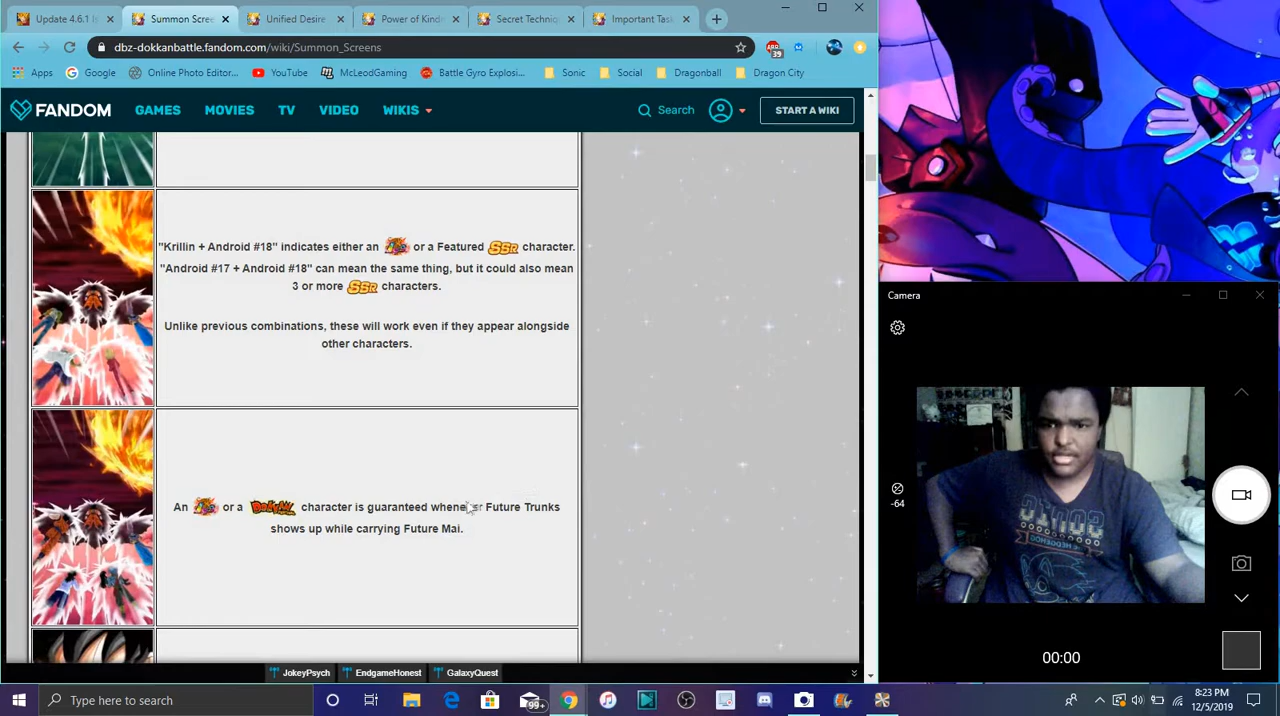 Update 4.6.1 I
Summon Scree
Unified Desire
Power of Kind
Secret Techniq
Important Tas
dbz-dokkanbattle.fandom.com/wiki/Summon_Screens
39
Apps
Google
Online Photo Editor...
YouTube
McLeodGaming
Battle Gyro Explosi...
Sonic
Social
Dragonball
Dragon City
FANDOM
GAMES
MOVIES
TV
VIDEO
WIKIS
Search
START A WIKI
"Krillin + Android #18" indicates either an or a Featured SSR character.
"Android #17 + Android #18" can mean the same thing, but it could also mean
3 or more SSR characters.
Unlike previous combinations, these will work even if they appear alongside
other characters.
An or a character is guaranteed whenever Future Trunks
shows up while carrying Future Mai.
JokeyPsych
EndgameHonest
GalaxyQuest
Camera
-64
00:00
Type here to search
99+
8:23 PM
12/5/2019